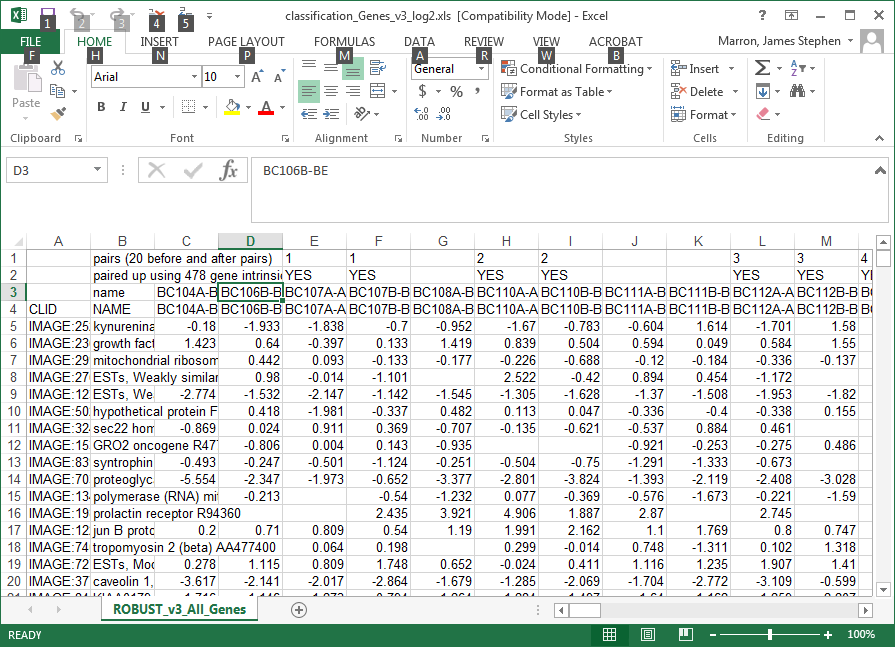 classification_Genes_v3_log2.xls [Compatibility Mode] - Excel
1 2 3 4 5
FILE HOME INSERT PAGE LAYOUT FORMULAS DATA REVIEW VIEW ACROBAT Marron, James Stephen
F H N P M A R W B
Paste
Arial 10
B I U
General
$ % ,
Conditional Formatting
Format as Table
Cell Styles
Insert
Delete
Format
Clipboard Font Alignment Number Styles Cells Editing
D3 fx BC106B-BE
A B C D E F G H I J K L M
1 pairs (20 before and after pairs) 1 1 2 2 3 3 4
2 paired up using 478 gene intrinsi YES YES YES YES YES YES
3 name BC104A-B BC106B-B BC107A-A BC107B-B BC108A-B BC110A-A BC110B-B BC111A-B BC111B-B BC112A-A BC112B-B
4 CLID NAME BC104A-B BC106B-B BC107A-A BC107B-B BC108A-B BC110A-A BC110B-B BC111A-B BC111B-B BC112A-A BC112B-B
5 IMAGE:25 kynurenina -0.18 -1.933 -1.838 -0.7 -0.952 -1.67 -0.783 -0.604 1.614 -1.701 1.58
6 IMAGE:23 growth fact 1.423 0.64 -0.397 0.133 1.419 0.839 0.504 0.594 0.049 0.584 1.55
7 IMAGE:29 mitochondrial ribosom 0.442 0.093 -0.133 -0.177 -0.226 -0.688 -0.12 -0.184 -0.336 -0.137
8 IMAGE:27 ESTs, Weakly similar 0.98 -0.014 -1.101 2.522 -0.42 0.894 0.454 -1.172
9 IMAGE:12 ESTs, We -2.774 -1.532 -2.147 -1.142 -1.545 -1.305 -1.628 -1.37 -1.508 -1.953 -1.82
10 IMAGE:50 hypothetical protein F 0.418 -1.981 -0.337 0.482 0.113 0.047 -0.336 -0.4 -0.338 0.155
11 IMAGE:32 sec22 hom -0.869 0.024 0.911 0.369 -0.707 -0.135 -0.621 -0.537 0.884 0.461
12 IMAGE:15 GRO2 oncogene R47 -0.806 0.004 0.143 -0.935 -0.921 -0.253 -0.275 0.486
13 IMAGE:83 syntrophin -0.493 -0.247 -0.501 -1.124 -0.251 -0.504 -0.75 -1.291 -1.333 -0.673
14 IMAGE:70 proteoglyc -5.554 -2.347 -1.973 -0.652 -3.377 -2.801 -3.824 -1.393 -2.119 -2.408 -3.028
15 IMAGE:13 polymerase (RNA) mi -0.213 -0.54 -1.232 0.077 -0.369 -0.576 -1.673 -0.221 -1.59
16 IMAGE:19 prolactin receptor R94360 2.435 3.921 4.906 1.887 2.87 2.745
17 IMAGE:12 jun B proto 0.2 0.71 0.809 0.54 1.19 1.991 2.162 1.1 1.769 0.8 0.747
18 IMAGE:74 tropomyosin 2 (beta) AA477400 0.064 0.198 0.299 -0.014 0.748 -1.311 0.102 1.318
19 IMAGE:72 ESTs, Moc 0.278 1.115 0.809 1.748 0.652 -0.024 0.411 1.116 1.235 1.907 1.41
20 IMAGE:37 caveolin 1, -3.617 -2.141 -2.017 -2.864 -1.679 -1.285 -2.069 -1.704 -2.772 -3.109 -0.599
ROBUST_v3_All_Genes
READY 100%